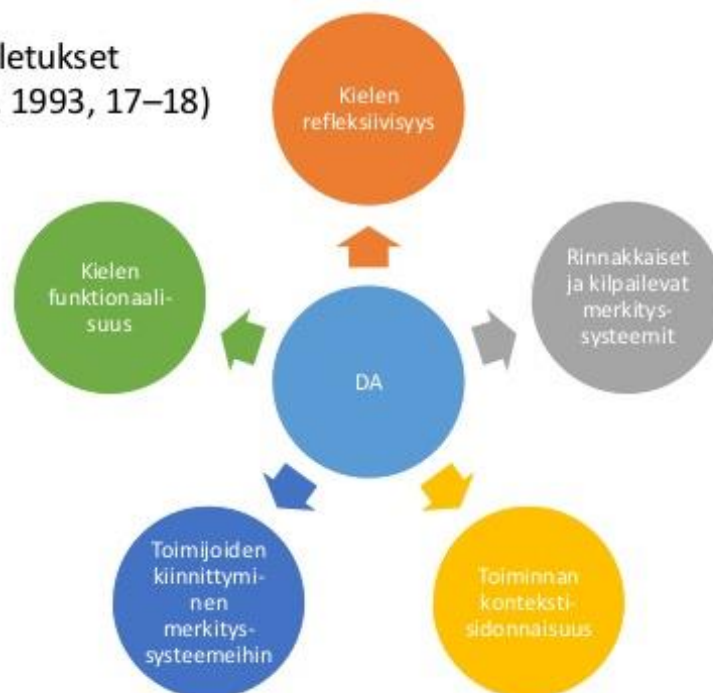 letukset
1993, 17–18)
Kielen
refleksiivisyys
Rinnakkaiset
ja kilpailevat
merkitys-
systeemit
Toiminnan
konteksti-
sidonnaisuus
Toimijoiden
kiinnittymi-
nen
merkitys-
systeemeihin
Kielen
funktionaali-
suus
DA